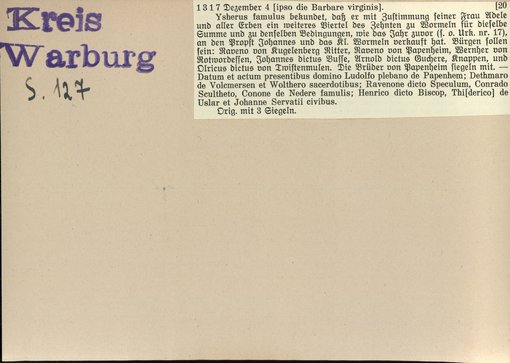 Kreis
Warburg
S. 127
1317 Dezember 4 [ipso die Barbare virginis]. [20
Ysherus famulus bekundet, daß er mit Zustimmung seiner Frau Adele
und aller Erben ein weiteres Viertel des Zehnten zu Wormeln für dieselbe
Summe und zu denselben Bedingungen, wie das Jahr zuvor (s. o. Urk. nr. 17),
an den Propst Johannes und das Kl. Wormeln verkauft hat. Bürgen sollen
sein: Raveno von Kugelenberg Ritter, Raveno von Papenheim, Wernher von
Rotwordessen, Johannes dictus Busse, Arnold dictus Guchere, Knappen, und
Olricus dictus von Twistenmulen. Die Brüder von Papenheim siegeln mit. —
Datum et actum presentibus domino Ludolfo plebano de Papenhem; Dethmaro
de Volcmersen et Wolthero sacerdotibus; Ravenone dicto Speculum, Conrado
Scultheto, Conone de Nedere famulis; Henrico dicto Biscop, Thi[derico] de
Uslar et Johanne Servatii civibus.
Orig. mit 3 Siegeln.